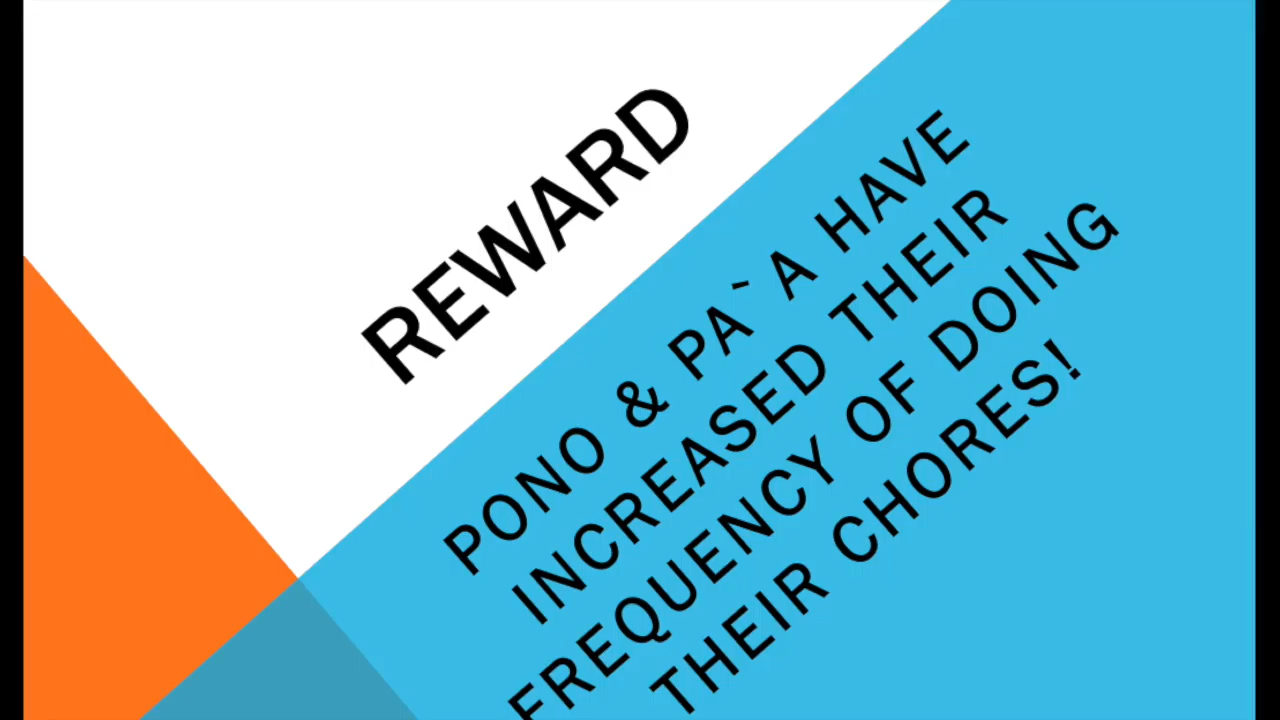 REWARD
PONO & PA`A HAVE
INCREASED THEIR
FREQUENCY OF DOING
THEIR CHORES!